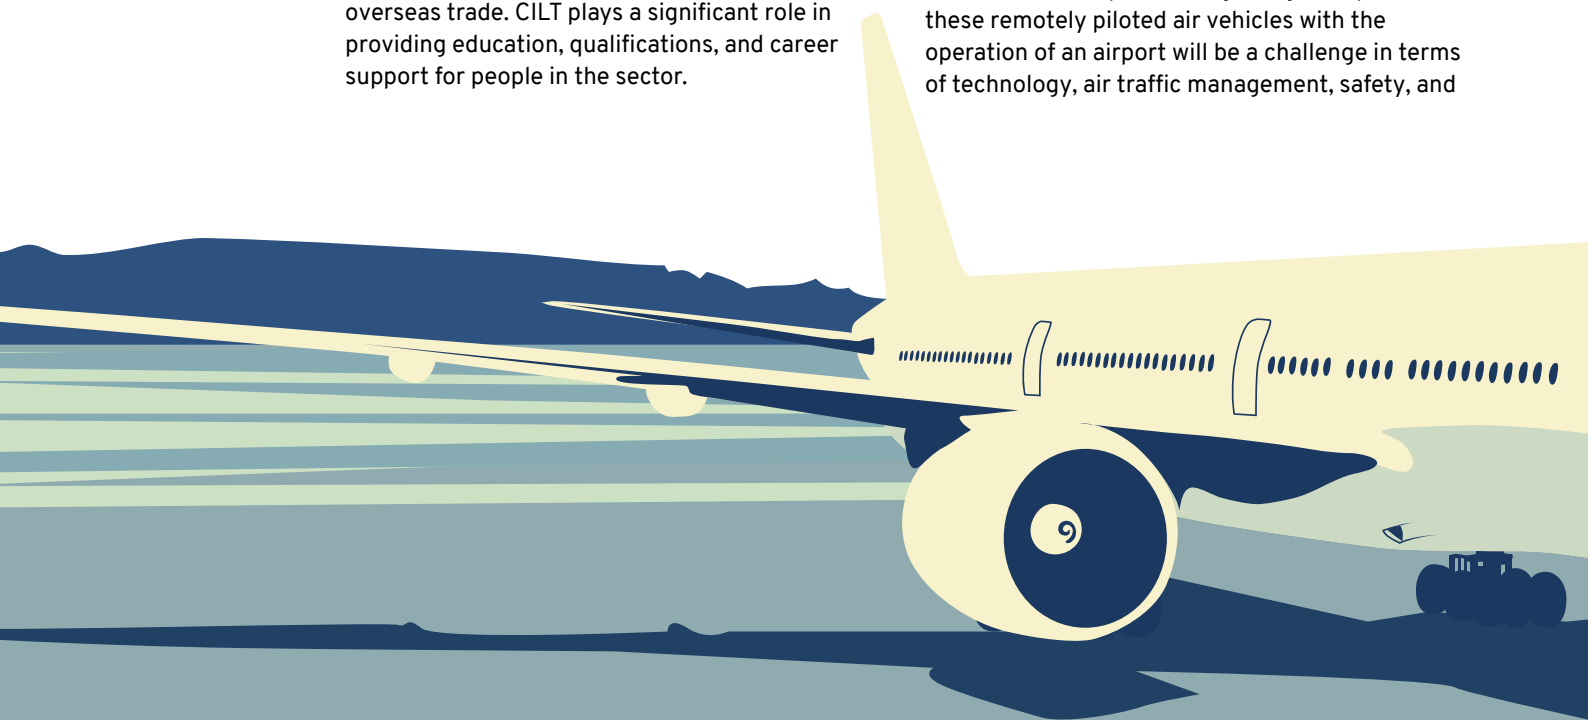 overseas trade. CILT plays a significant role in
providing education, qualifications, and career
support for people in the sector.
these remotely piloted air vehicles with the
operation of an airport will be a challenge in terms
of technology, air traffic management, safety, and